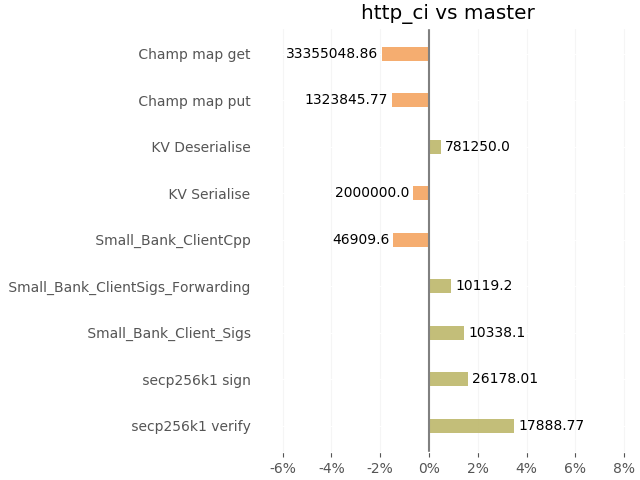 http_ci vs master
Champ map get 33355048.86
Champ map put 1323845.77
KV Deserialise 781250.0
KV Serialise 2000000.0
Small_Bank_ClientCpp 46909.6
Small_Bank_ClientSigs_Forwarding 10119.2
Small_Bank_Client_Sigs 10338.1
secp256k1 sign 26178.01
secp256k1 verify 17888.77
-6% -4% -2% 0% 2% 4% 6% 8%